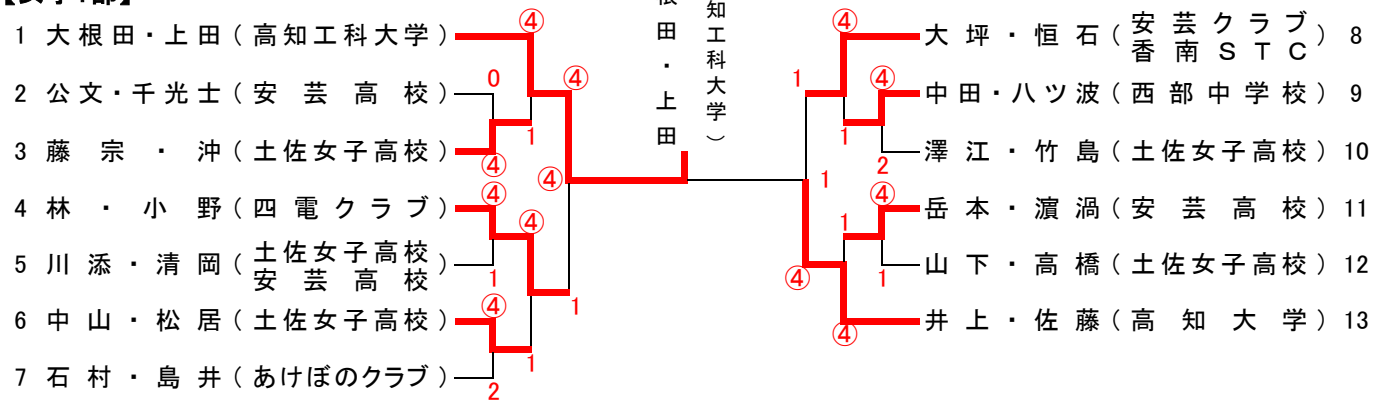 1 大根田・上田（高知工科大学）
2 公文・千光士（安芸高校）
3 藤宗・沖（土佐女子高校）
4 林・小野（四電クラブ）
5 川添・清岡（土佐女子高校 安芸高校）
6 中山・松居（土佐女子高校）
7 石村・島井（あけぼのクラブ）
④
0
④
1
④
④
④
④
1
1
④
1
2
根田・上田
知工科大学）
大坪・恒石（安芸クラブ 香南STC）8
中田・八ツ波（西部中学校）9
澤江・竹島（土佐女子高校）10
岳本・濵渦（安芸高校）11
山下・高橋（土佐女子高校）12
井上・佐藤（高知大学）13
④
1
④
1
2
1
④
1
④
1
④